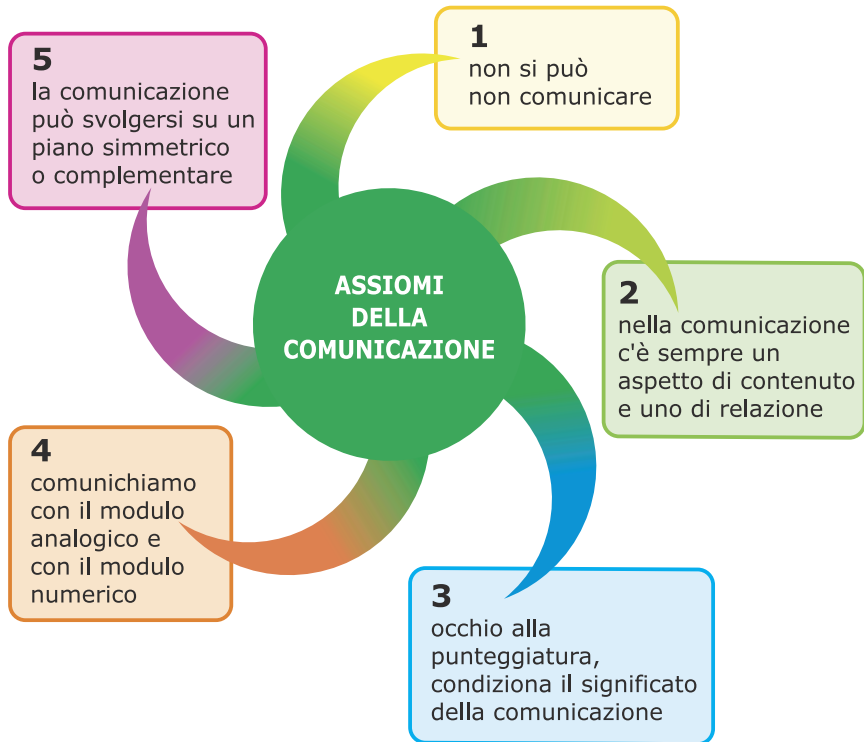 ASSIOMI
DELLA
COMUNICAZIONE
1
non si può
non comunicare
2
nella comunicazione
c'è sempre un
aspetto di contenuto
e uno di relazione
3
occhio alla
punteggiatura,
condiziona il significato
della comunicazione
4
comunichiamo
con il modulo
analogico e
con il modulo
numerico
5
la comunicazione
può svolgersi su un
piano simmetrico
o complementare